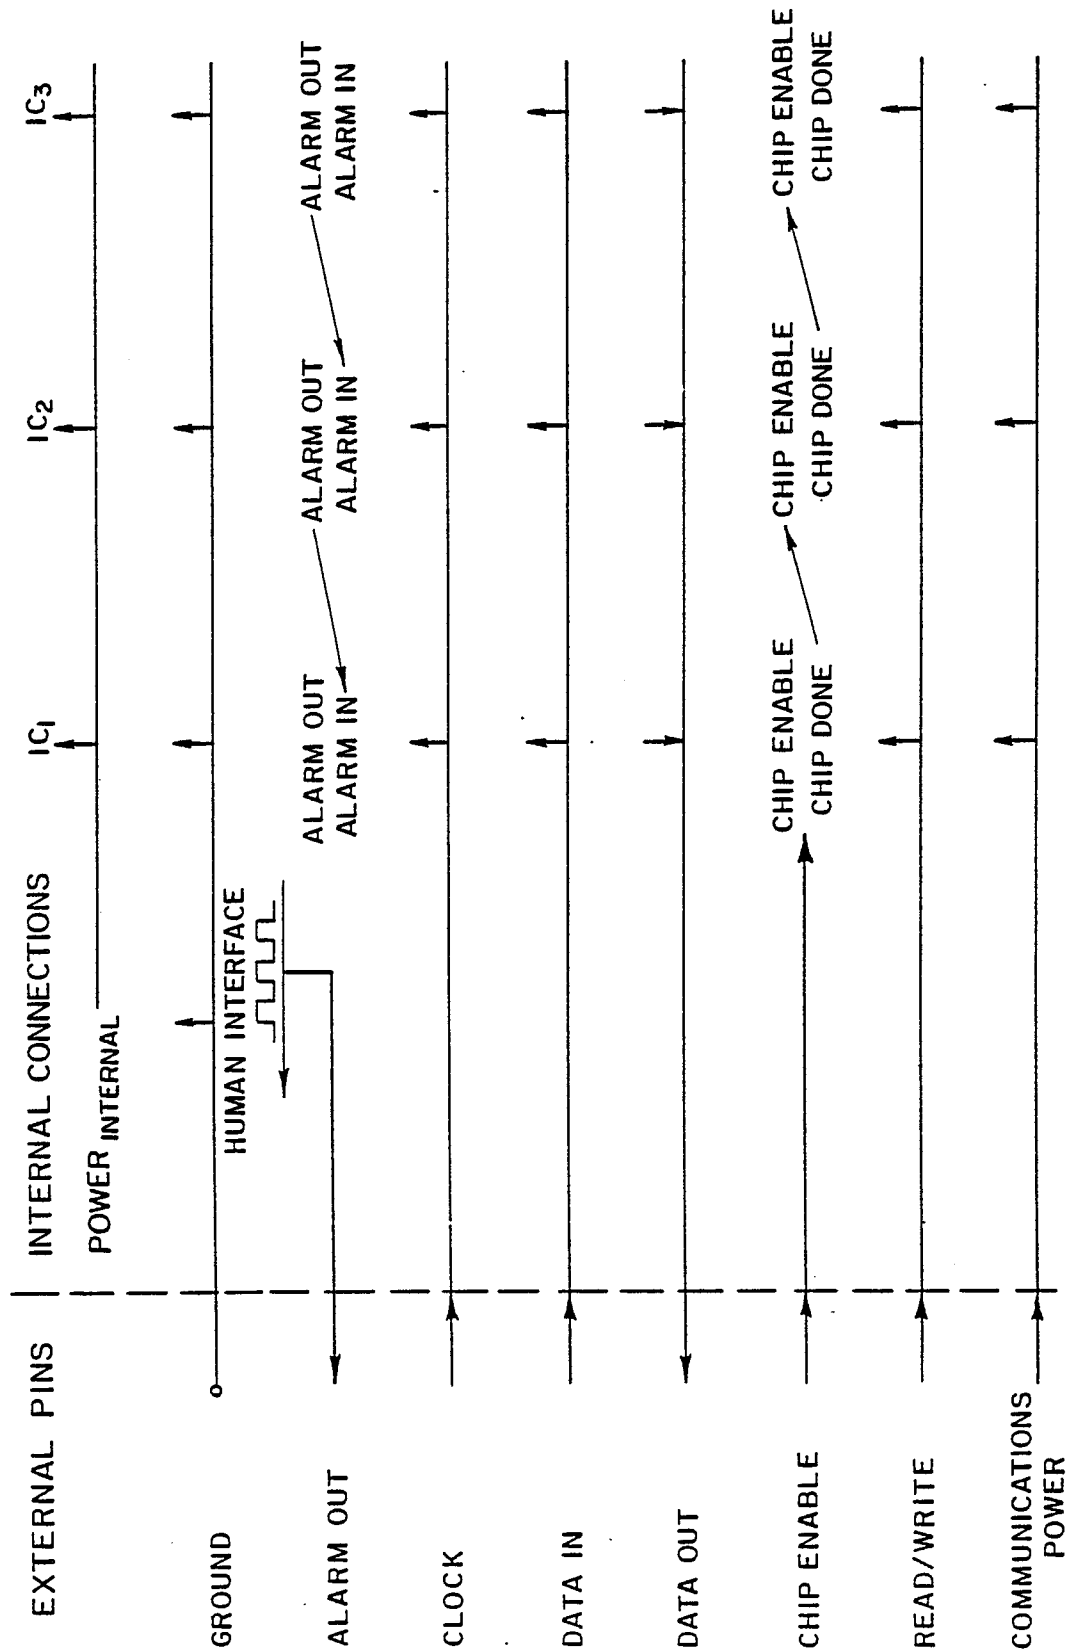 EXTERNAL PINS
INTERNAL CONNECTIONS
IC1
IC2
IC3
POWER INTERNAL
GROUND
HUMAN INTERFACE
ALARM OUT
ALARM OUT
ALARM IN
ALARM OUT
ALARM IN
ALARM OUT
ALARM IN
CLOCK
DATA IN
DATA OUT
CHIP ENABLE
CHIP ENABLE
CHIP DONE
CHIP ENABLE
CHIP DONE
CHIP ENABLE
CHIP DONE
READ/WRITE
COMMUNICATIONS
POWER